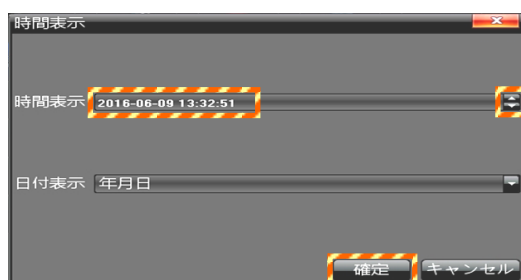 時間表示
時間表示 2016-06-09 13:32:51
日付表示 年月日
確定 キャンセル